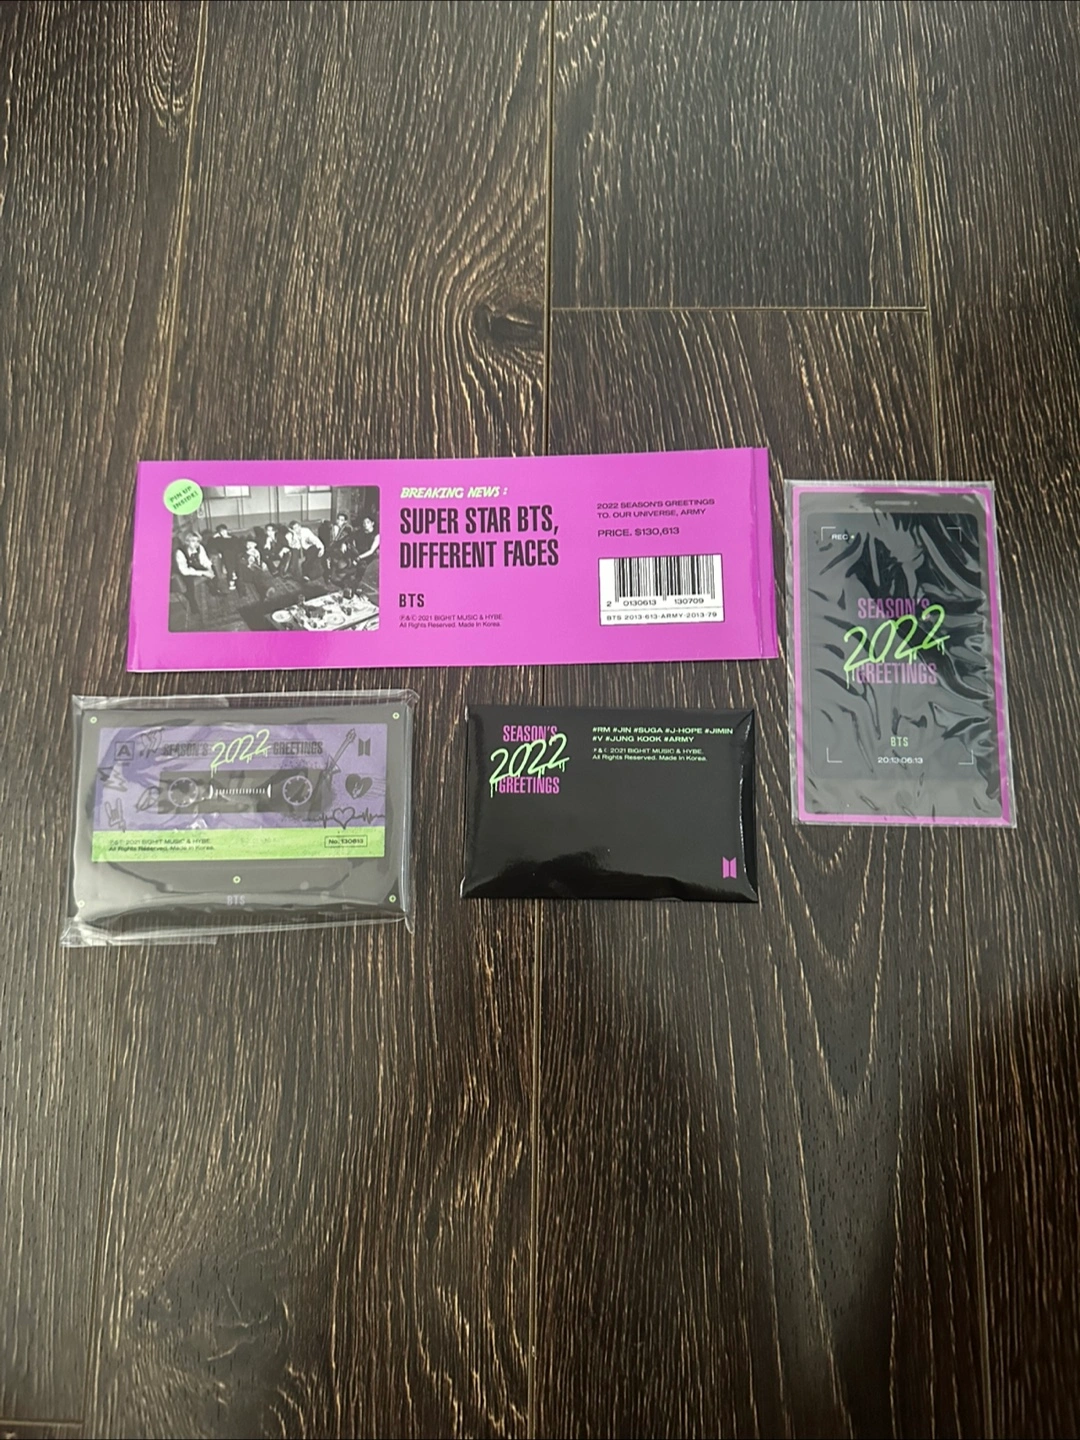 PIN UP
INSIDE!
BREAKING NEWS :
SUPER STAR BTS,
DIFFERENT FACES
BTS
℗&© 2021 BIGHIT MUSIC & HYBE.
All Rights Reserved. Made In Korea.
2022 SEASON'S GREETINGS
TO. OUR UNIVERSE, ARMY
PRICE. $130,613
2 0130613 130709
BTS 2013-613-ARMY-2013-79
REC
SEASON'S
2022
GREETINGS
BTS
20:13:06:13
A
SEASON'S 2022 GREETINGS
℗&© 2021 BIGHIT MUSIC & HYBE.
All Rights Reserved. Made In Korea.
No. 130613
BTS
SEASON'S
2022
GREETINGS
#RM #JIN #SUGA #J-HOPE #JIMIN
#V #JUNG KOOK #ARMY
℗&© 2021 BIGHIT MUSIC & HYBE.
All Rights Reserved. Made In Korea.